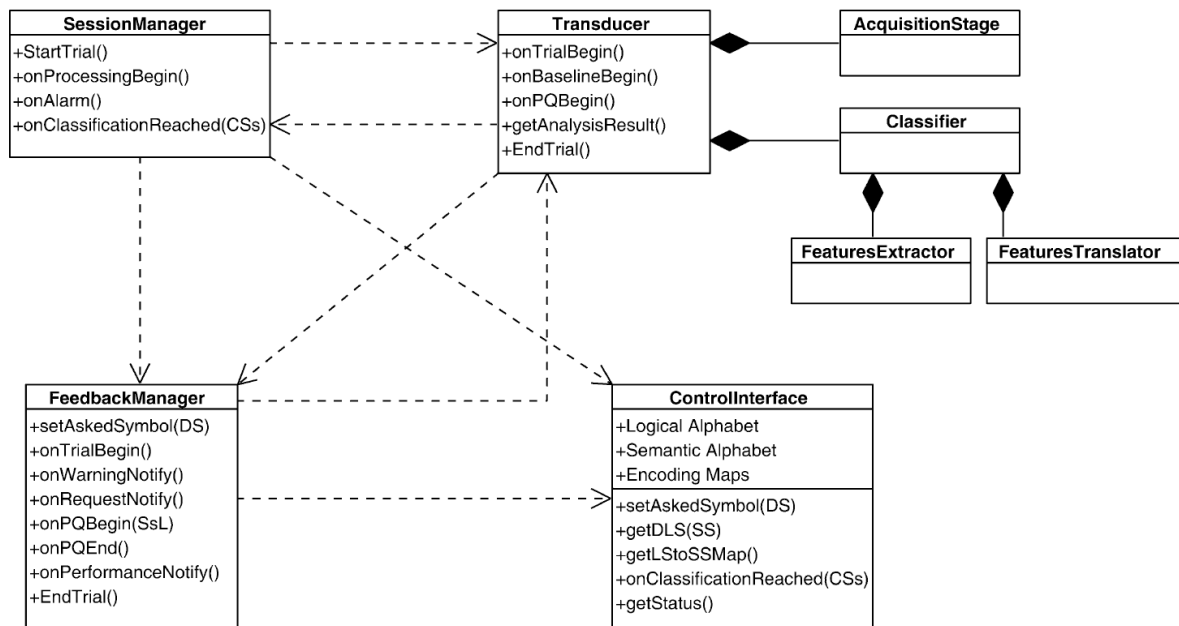 SessionManager
+StartTrial()
+onProcessingBegin()
+onAlarm()
+onClassificationReached(CSs)
Transducer
+onTrialBegin()
+onBaselineBegin()
+onPQBegin()
+getAnalysisResult()
+EndTrial()
AcquisitionStage
Classifier
FeaturesExtractor
FeaturesTranslator
FeedbackManager
+setAskedSymbol(DS)
+onTrialBegin()
+onWarningNotify()
+onRequestNotify()
+onPQBegin(SsL)
+onPQEnd()
+onPerformanceNotify()
+EndTrial()
ControlInterface
+Logical Alphabet
+Semantic Alphabet
+Encoding Maps
+setAskedSymbol(DS)
+getDLS(SS)
+getLStoSSMap()
+onClassificationReached(CSs)
+getStatus()